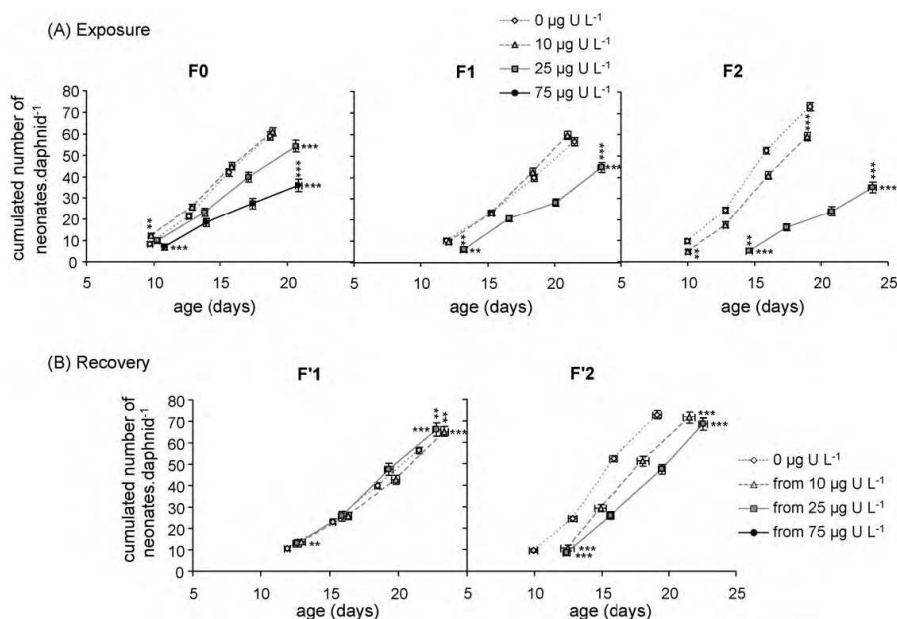 (A) Exposure
0 µg U L-1
10 µg U L-1
25 µg U L-1
75 µg U L-1
F0
F1
F2
cumulated number of
neonates.daphnid-1
80
70
60
50
40
30
20
10
0
** *** *** *** ***
** ** *** ***
** *** *** ** *** ***
5 10 15 20 5 10 15 20 5 10 15 20 25
age (days) age (days) age (days)
(B) Recovery
F'1
F'2
cumulated number of
neonates.daphnid-1
80
70
60
50
40
30
20
10
0
** *** ** ** ***
*** *** *** ***
0 µg U L-1
from 10 µg U L-1
from 25 µg U L-1
from 75 µg U L-1
5 10 15 20 5 10 15 20 25
age (days) age (days)